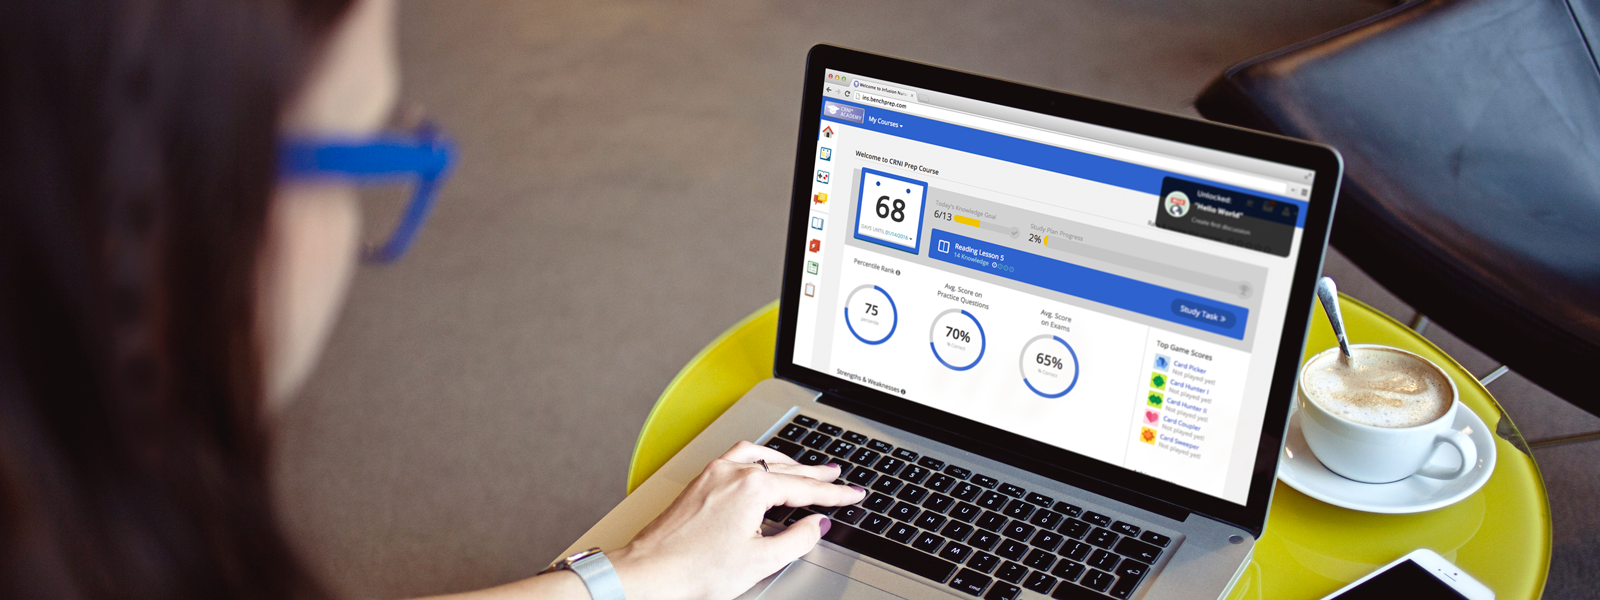 Welcome to Infusion Nurs
ins.benchprep.com
CRNI
ACADEMY
My Courses
Unlocked:
"Hello World"
Create first discussion
Welcome to CRNI Prep Course
68
DAYS UNTIL 01/14/2016
Today's Knowledge Goal
6/13
Study Plan Progress
2%
Reading Lesson 5
14 Knowledge
Study Task »
Percentile Rank
75
percentile
Avg. Score on
Practice Questions
70%
% Correct
Avg. Score
on Exams
65%
% Correct
Top Game Scores
Card Picker
Not played yet!
Card Hunter I
Not played yet!
Card Hunter II
Not played yet!
Card Coupler
Not played yet!
Card Sweeper
Not played yet!
Strengths & Weaknesses